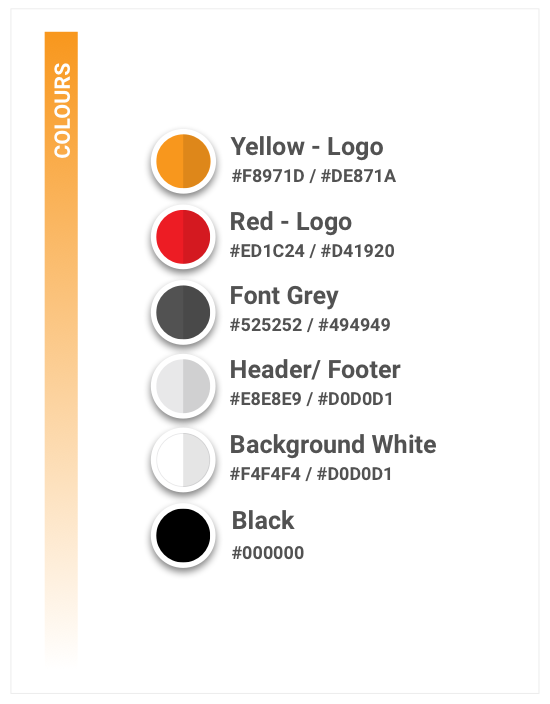 COLOURS
Yellow - Logo
#F8971D / #DE871A
Red - Logo
#ED1C24 / #D41920
Font Grey
#525252 / #494949
Header/ Footer
#E8E8E9 / #D0D0D1
Background White
#F4F4F4 / #D0D0D1
Black
#000000